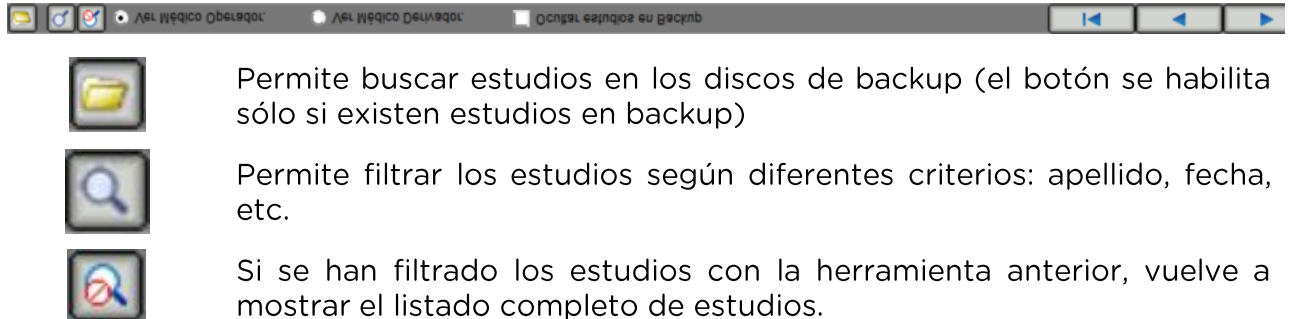 Ver Médico Operador. Ver Médico Derivador. Ocultar estudios en Backup
Permite buscar estudios en los discos de backup (el botón se habilita
sólo si existen estudios en backup)
Permite filtrar los estudios según diferentes criterios: apellido, fecha,
etc.
Si se han filtrado los estudios con la herramienta anterior, vuelve a
mostrar el listado completo de estudios.